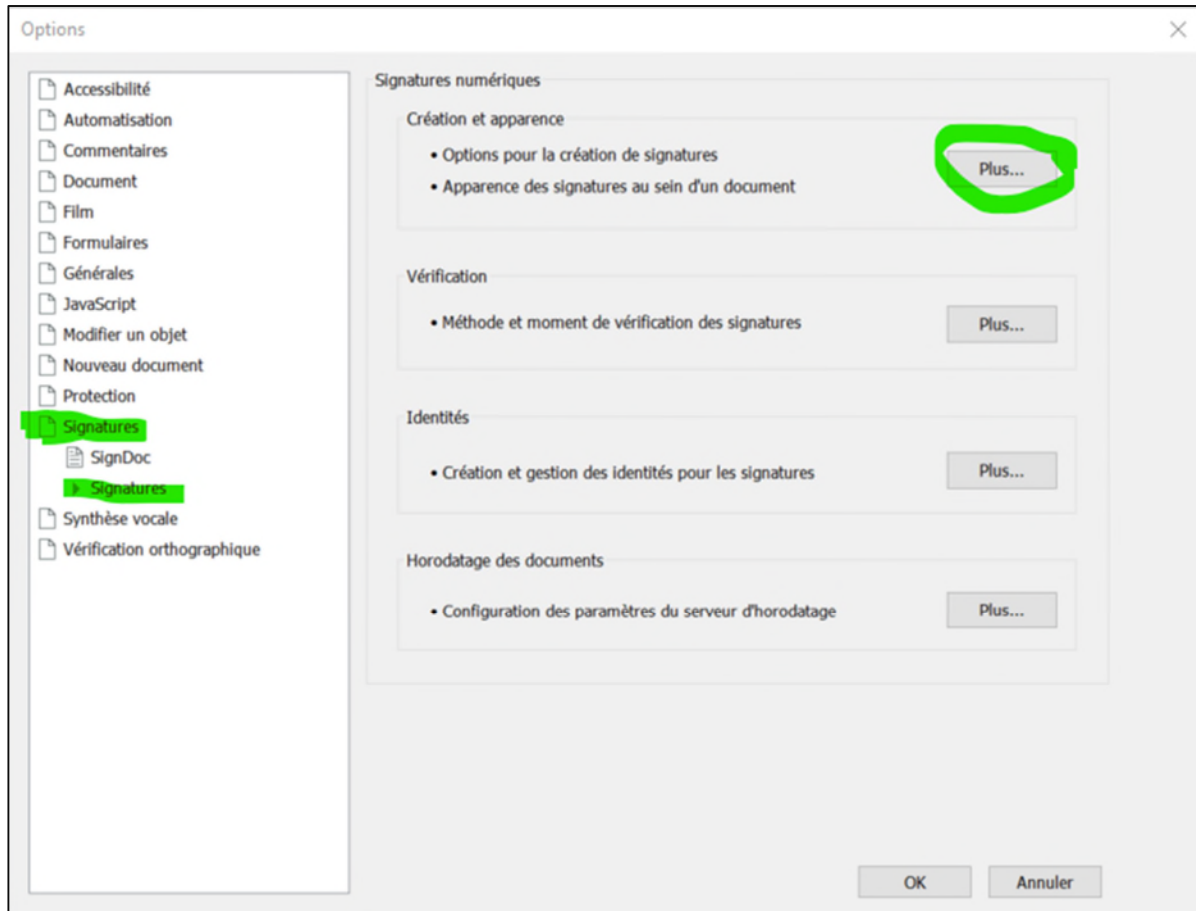 Options
Accessibilité
Automatisation
Commentaires
Document
Film
Formulaires
Générales
JavaScript
Modifier un objet
Nouveau document
Protection
Signatures
SignDoc
Signatures
Synthèse vocale
Vérification orthographique
Signatures numériques
Création et apparence
• Options pour la création de signatures
• Apparence des signatures au sein d'un document
Plus...
Vérification
• Méthode et moment de vérification des signatures
Plus...
Identités
• Création et gestion des identités pour les signatures
Plus...
Horodatage des documents
• Configuration des paramètres du serveur d'horodatage
Plus...
OK
Annuler